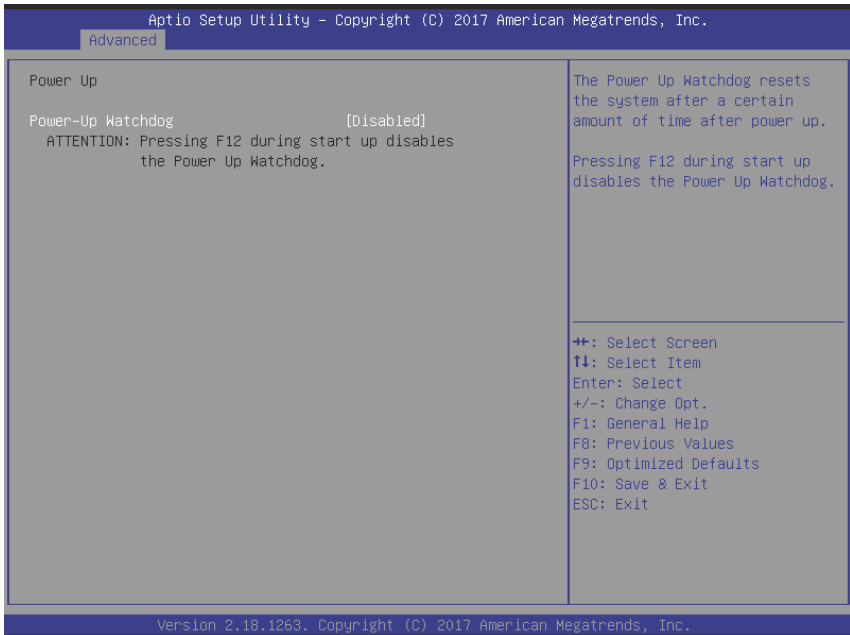 Aptio Setup Utility – Copyright (C) 2017 American Megatrends, Inc.
Advanced
Power Up
Power-Up Watchdog [Disabled]
ATTENTION: Pressing F12 during start up disables
the Power Up Watchdog.
The Power Up Watchdog resets
the system after a certain
amount of time after power up.
Pressing F12 during start up
disables the Power Up Watchdog.
→←: Select Screen
↑↓: Select Item
Enter: Select
+/-: Change Opt.
F1: General Help
F8: Previous Values
F9: Optimized Defaults
F10: Save & Exit
ESC: Exit
Version 2.18.1263. Copyright (C) 2017 American Megatrends, Inc.